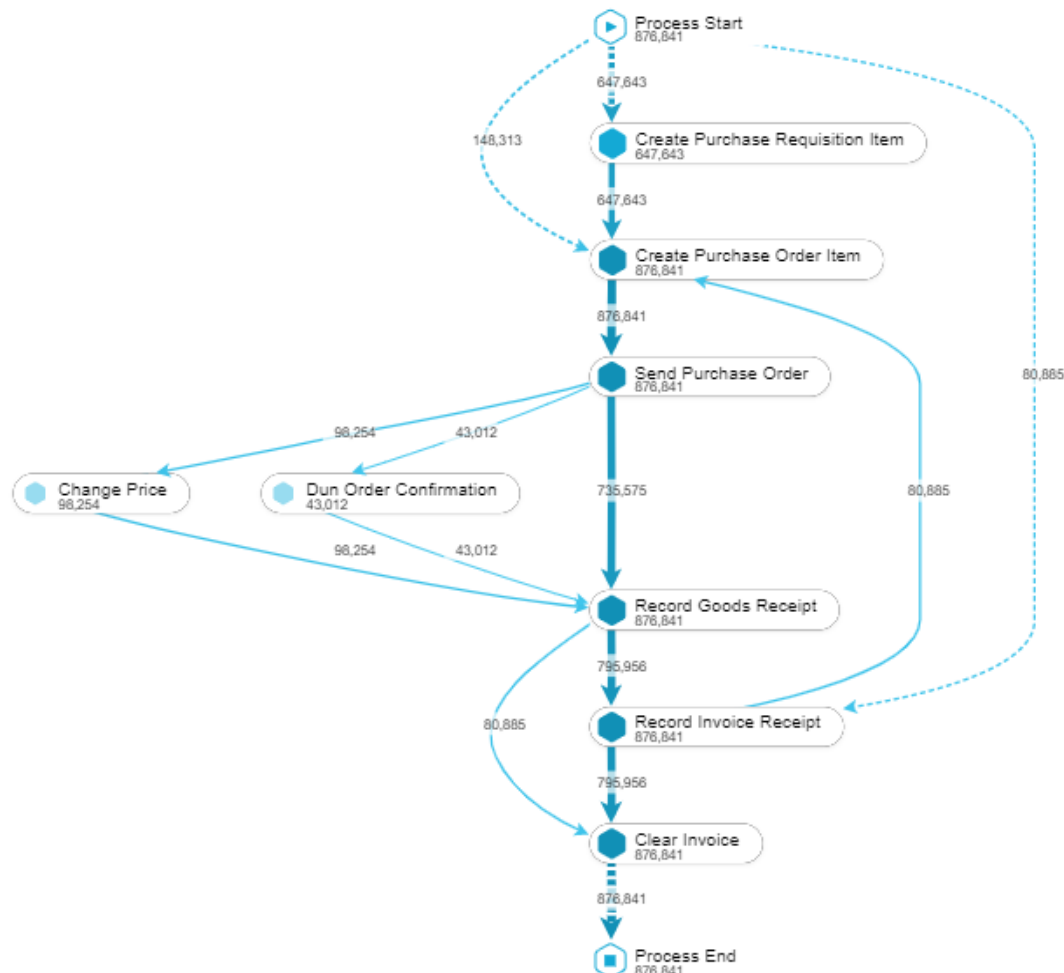 Process Start
876,841
647,643
148,313
Create Purchase Requisition Item
647,643
647,643
Create Purchase Order Item
876,841
876,841
Send Purchase Order
876,841
80,885
98,254
43,012
Change Price
98,254
Dun Order Confirmation
43,012
735,575
80,885
98,254
43,012
Record Goods Receipt
876,841
795,956
80,885
Record Invoice Receipt
876,841
795,956
Clear Invoice
876,841
876,841
Process End
876,841